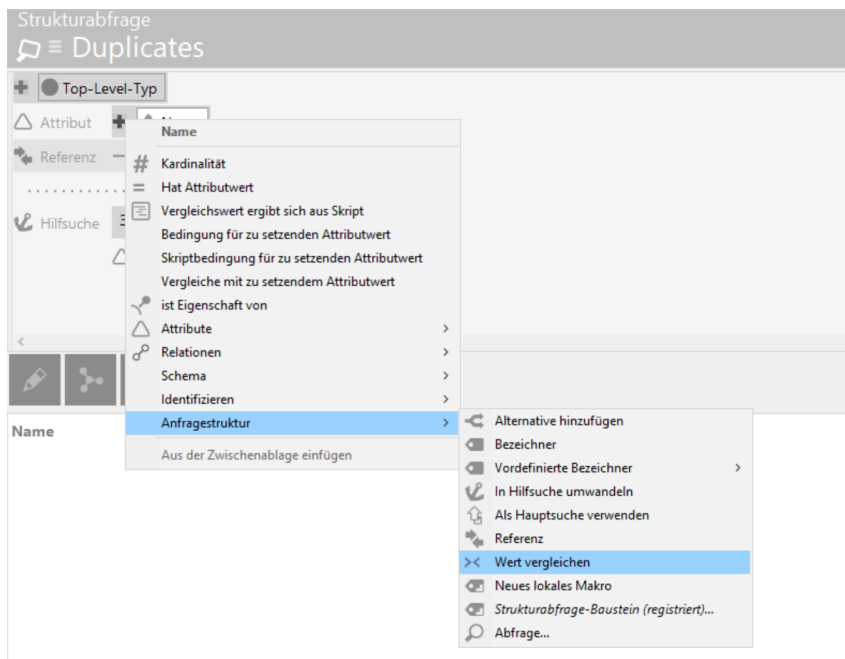 Strukturabfrage
Duplicates
Top-Level-Typ
Attribut
Referenz
Hilfsuche
Name
Kardinalität
Hat Attributwert
Vergleichswert ergibt sich aus Skript
Bedingung für zu setzenden Attributwert
Skriptbedingung für zu setzenden Attributwert
Vergleiche mit zu setzendem Attributwert
ist Eigenschaft von
Attribute
Relationen
Schema
Identifizieren
Anfragestruktur
Aus der Zwischenablage einfügen
Name
Alternative hinzufügen
Bezeichner
Vordefinierte Bezeichner
In Hilfsuche umwandeln
Als Hauptsuche verwenden
Referenz
Wert vergleichen
Neues lokales Makro
Strukturabfrage-Baustein (registriert)...
Abfrage...